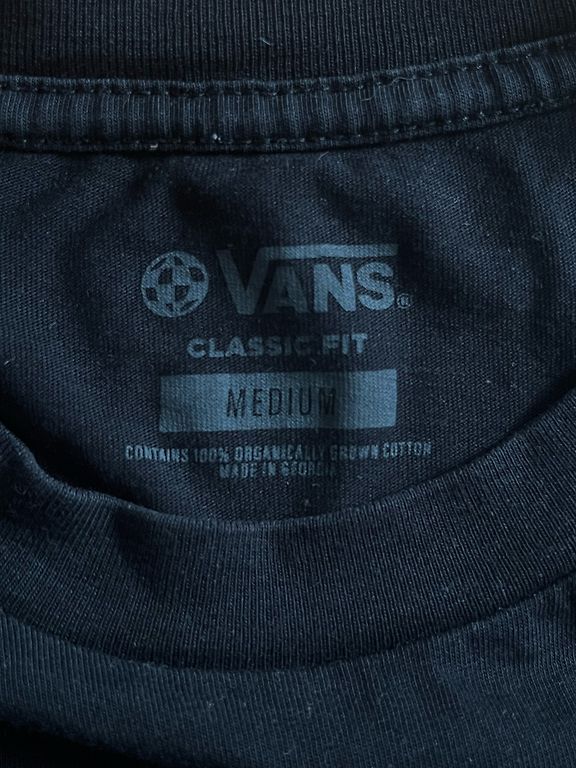 VANS®
CLASSIC FIT
MEDIUM
CONTAINS 100% ORGANICALLY GROWN COTTON
MADE IN GEORGIA